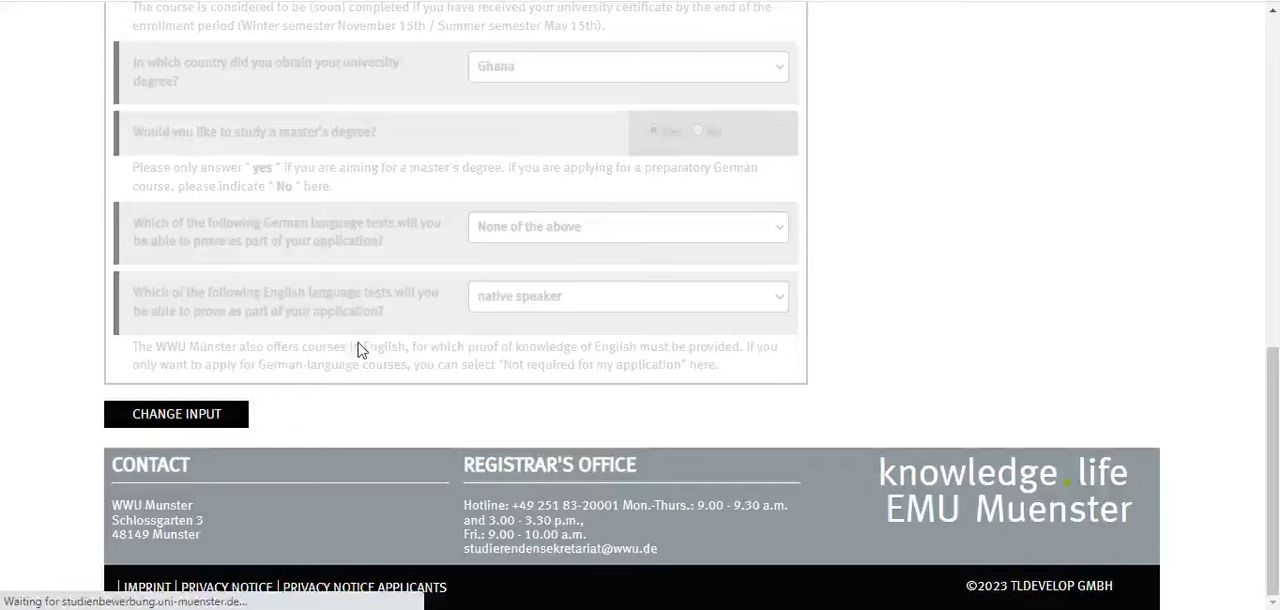 The course is considered to be (soon) completed if you have received your university certificate by the end of the
enrollment period (Winter semester November 15th / Summer semester May 15th).
In which country did you obtain your university
degree?
Ghana
Would you like to study a master's degree?
Yes No
Please only answer " yes " if you are aiming for a master's degree. If you are applying for a preparatory German
course, please indicate " No " here.
Which of the following German language tests will you
be able to prove as part of your application?
None of the above
Which of the following English language tests will you
be able to prove as part of your application?
native speaker
The WWU Münster also offers courses in English, for which proof of knowledge of English must be provided. If you
only want to apply for German-language courses, you can select "Not required for my application" here.
CHANGE INPUT
CONTACT
WWU Munster
Schlossgarten 3
48149 Munster
REGISTRAR'S OFFICE
Hotline: +49 251 83-20001 Mon.-Thurs.: 9.00 - 9.30 a.m.
and 3.00 - 3.30 p.m.,
Fri.: 9.00 - 10.00 a.m.
studierendensekretariat@wwu.de
knowledge.life
EMU Muenster
| IMPRINT | PRIVACY NOTICE | PRIVACY NOTICE APPLICANTS
©2023 TLDEVELOP GMBH
Waiting for studienbewerbung.uni-muenster.de...